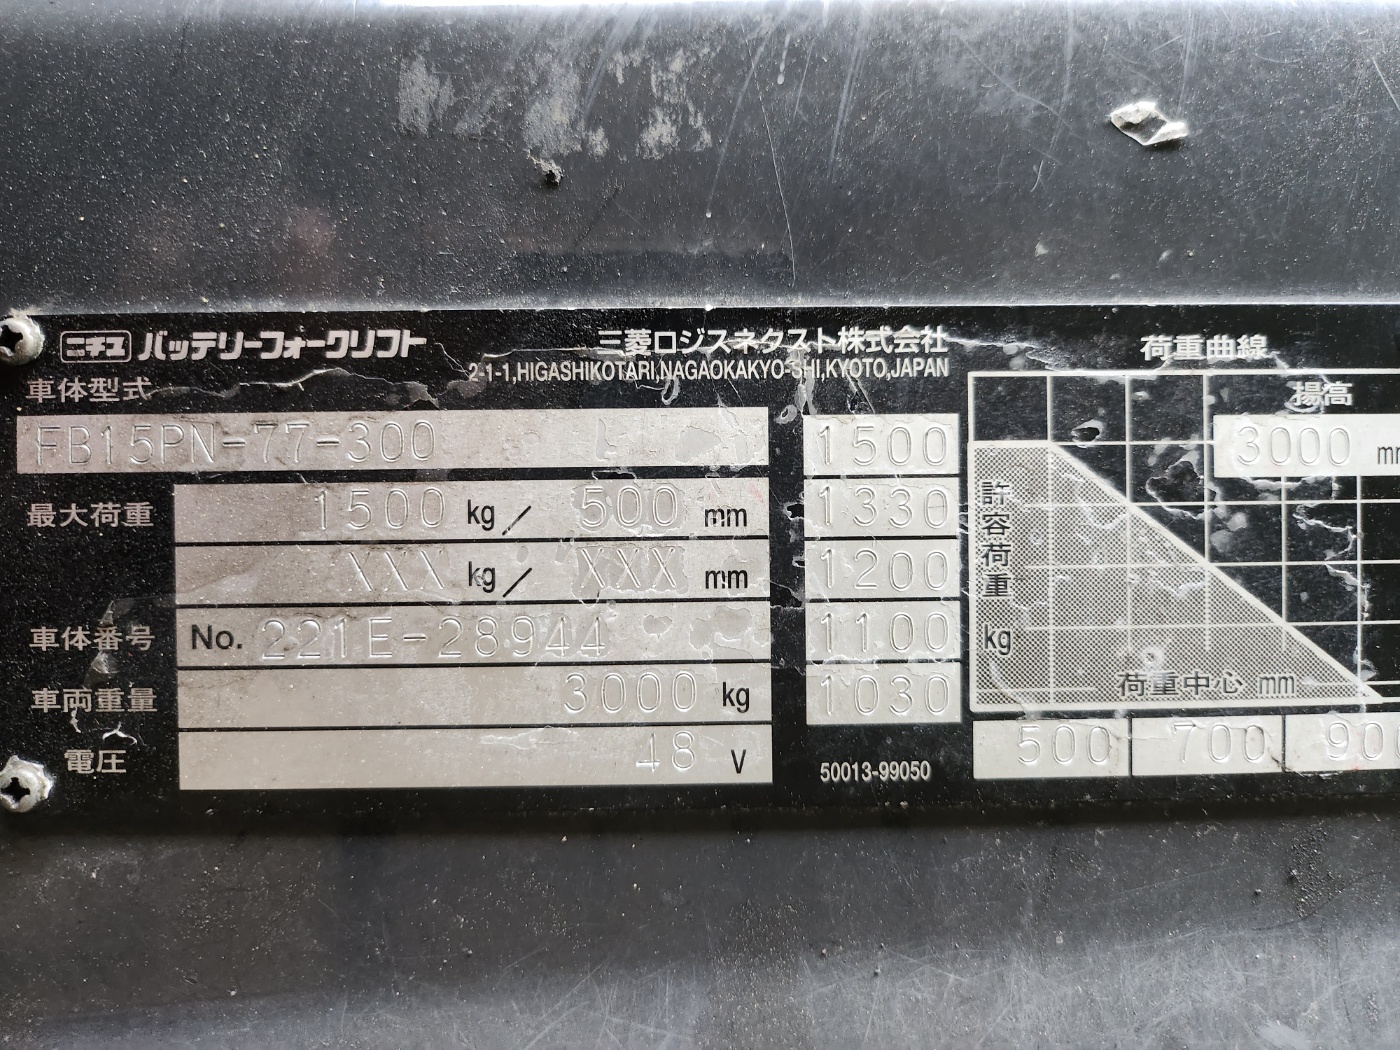 ニチユ バッテリーフォークリフト
三菱ロジスネクスト株式会社
2-1-1,HIGASHIKOTARI,NAGAOKAKYO-SHI,KYOTO,JAPAN
車体型式
FB15PN-77-300
最大荷重 1500 kg / 500 mm
XXX kg / XXX mm
車体番号 No. 221E-28944
車両重量 3000 kg
電圧 48 V
1500
1330
1200
1100
1030
50013-99050
荷重曲線
揚高
3000
許容荷重 kg
荷重中心 mm
500 700